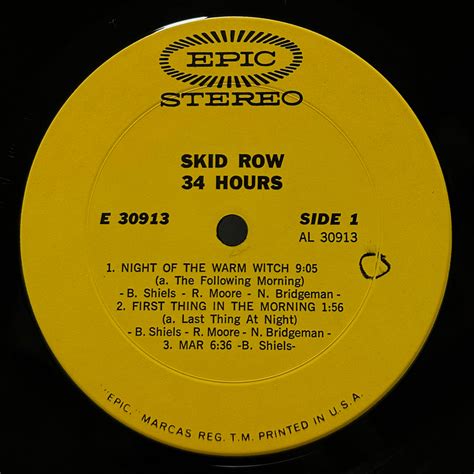 EPIC
STEREO
SKID ROW
34 HOURS
E 30913
SIDE 1
AL 30913
1. NIGHT OF THE WARM WITCH 9:05
(a. The Following Morning)
-B. Shiels - R. Moore - N. Bridgeman -
2. FIRST THING IN THE MORNING 1:56
(a. Last Thing At Night)
-B. Shiels - R. Moore - N. Bridgeman -
3. MAR 6:36 -B. Shiels-
"EPIC," MARCAS REG. T.M. PRINTED IN U.S.A.